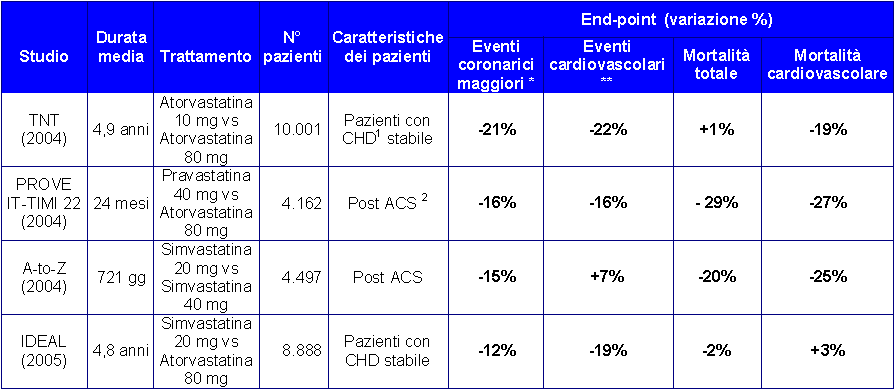 End-point (variazione %)
Studio
Durata
media
Trattamento
N°
pazienti
Caratteristiche
dei pazienti
Eventi
coronarici
maggiori *
Eventi
cardiovascolari
**
Mortalità
totale
Mortalità
cardiovascolare
TNT
(2004)
4,9 anni
Atorvastatina
10 mg vs
Atorvastatina
80 mg
10.001
Pazienti con
CHD1 stabile
-21%
-22%
+1%
-19%
PROVE
IT-TIMI 22
(2004)
24 mesi
Pravastatina
40 mg vs
Atorvastatina
80 mg
4.162
Post ACS 2
-16%
-16%
- 29%
-27%
A-to-Z
(2004)
721 gg
Simvastatina
20 mg vs
Simvastatina
40 mg
4.497
Post ACS
-15%
+7%
-20%
-25%
IDEAL
(2005)
4,8 anni
Simvastatina
20 mg vs
Atorvastatina
80 mg
8.888
Pazienti con
CHD stabile
-12%
-19%
-2%
+3%